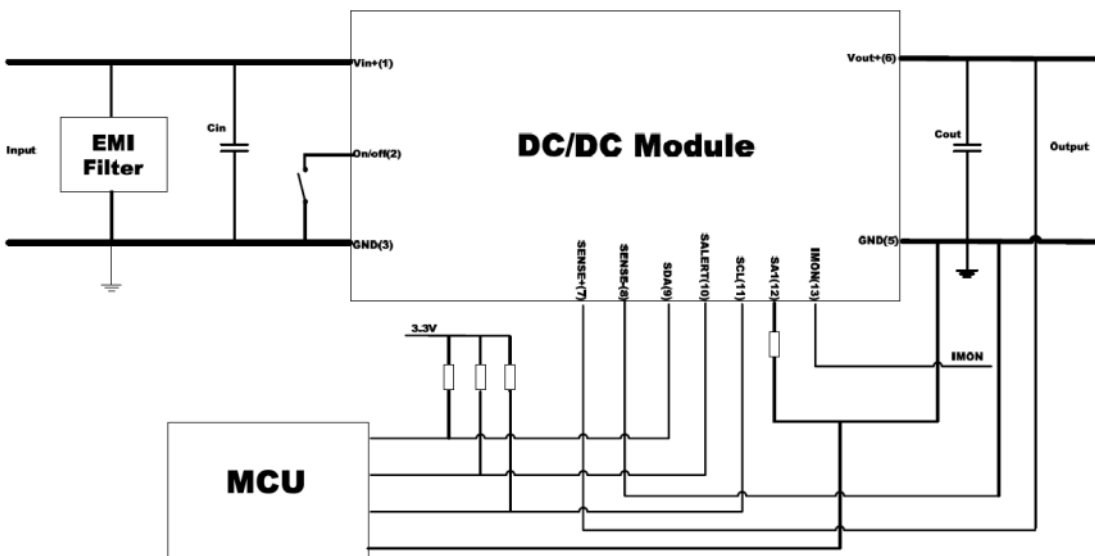 Vin+(1)
Vout+(6)
Input
EMI
Filter
Cin
On/off(2)
DC/DC Module
Cout
Output
GND(3)
GND(5)
SENSE+(7)
SENSE-(8)
SDA(9)
SALERT(10)
SCL(11)
SA1(12)
IMON(13)
3.3V
IMON
MCU